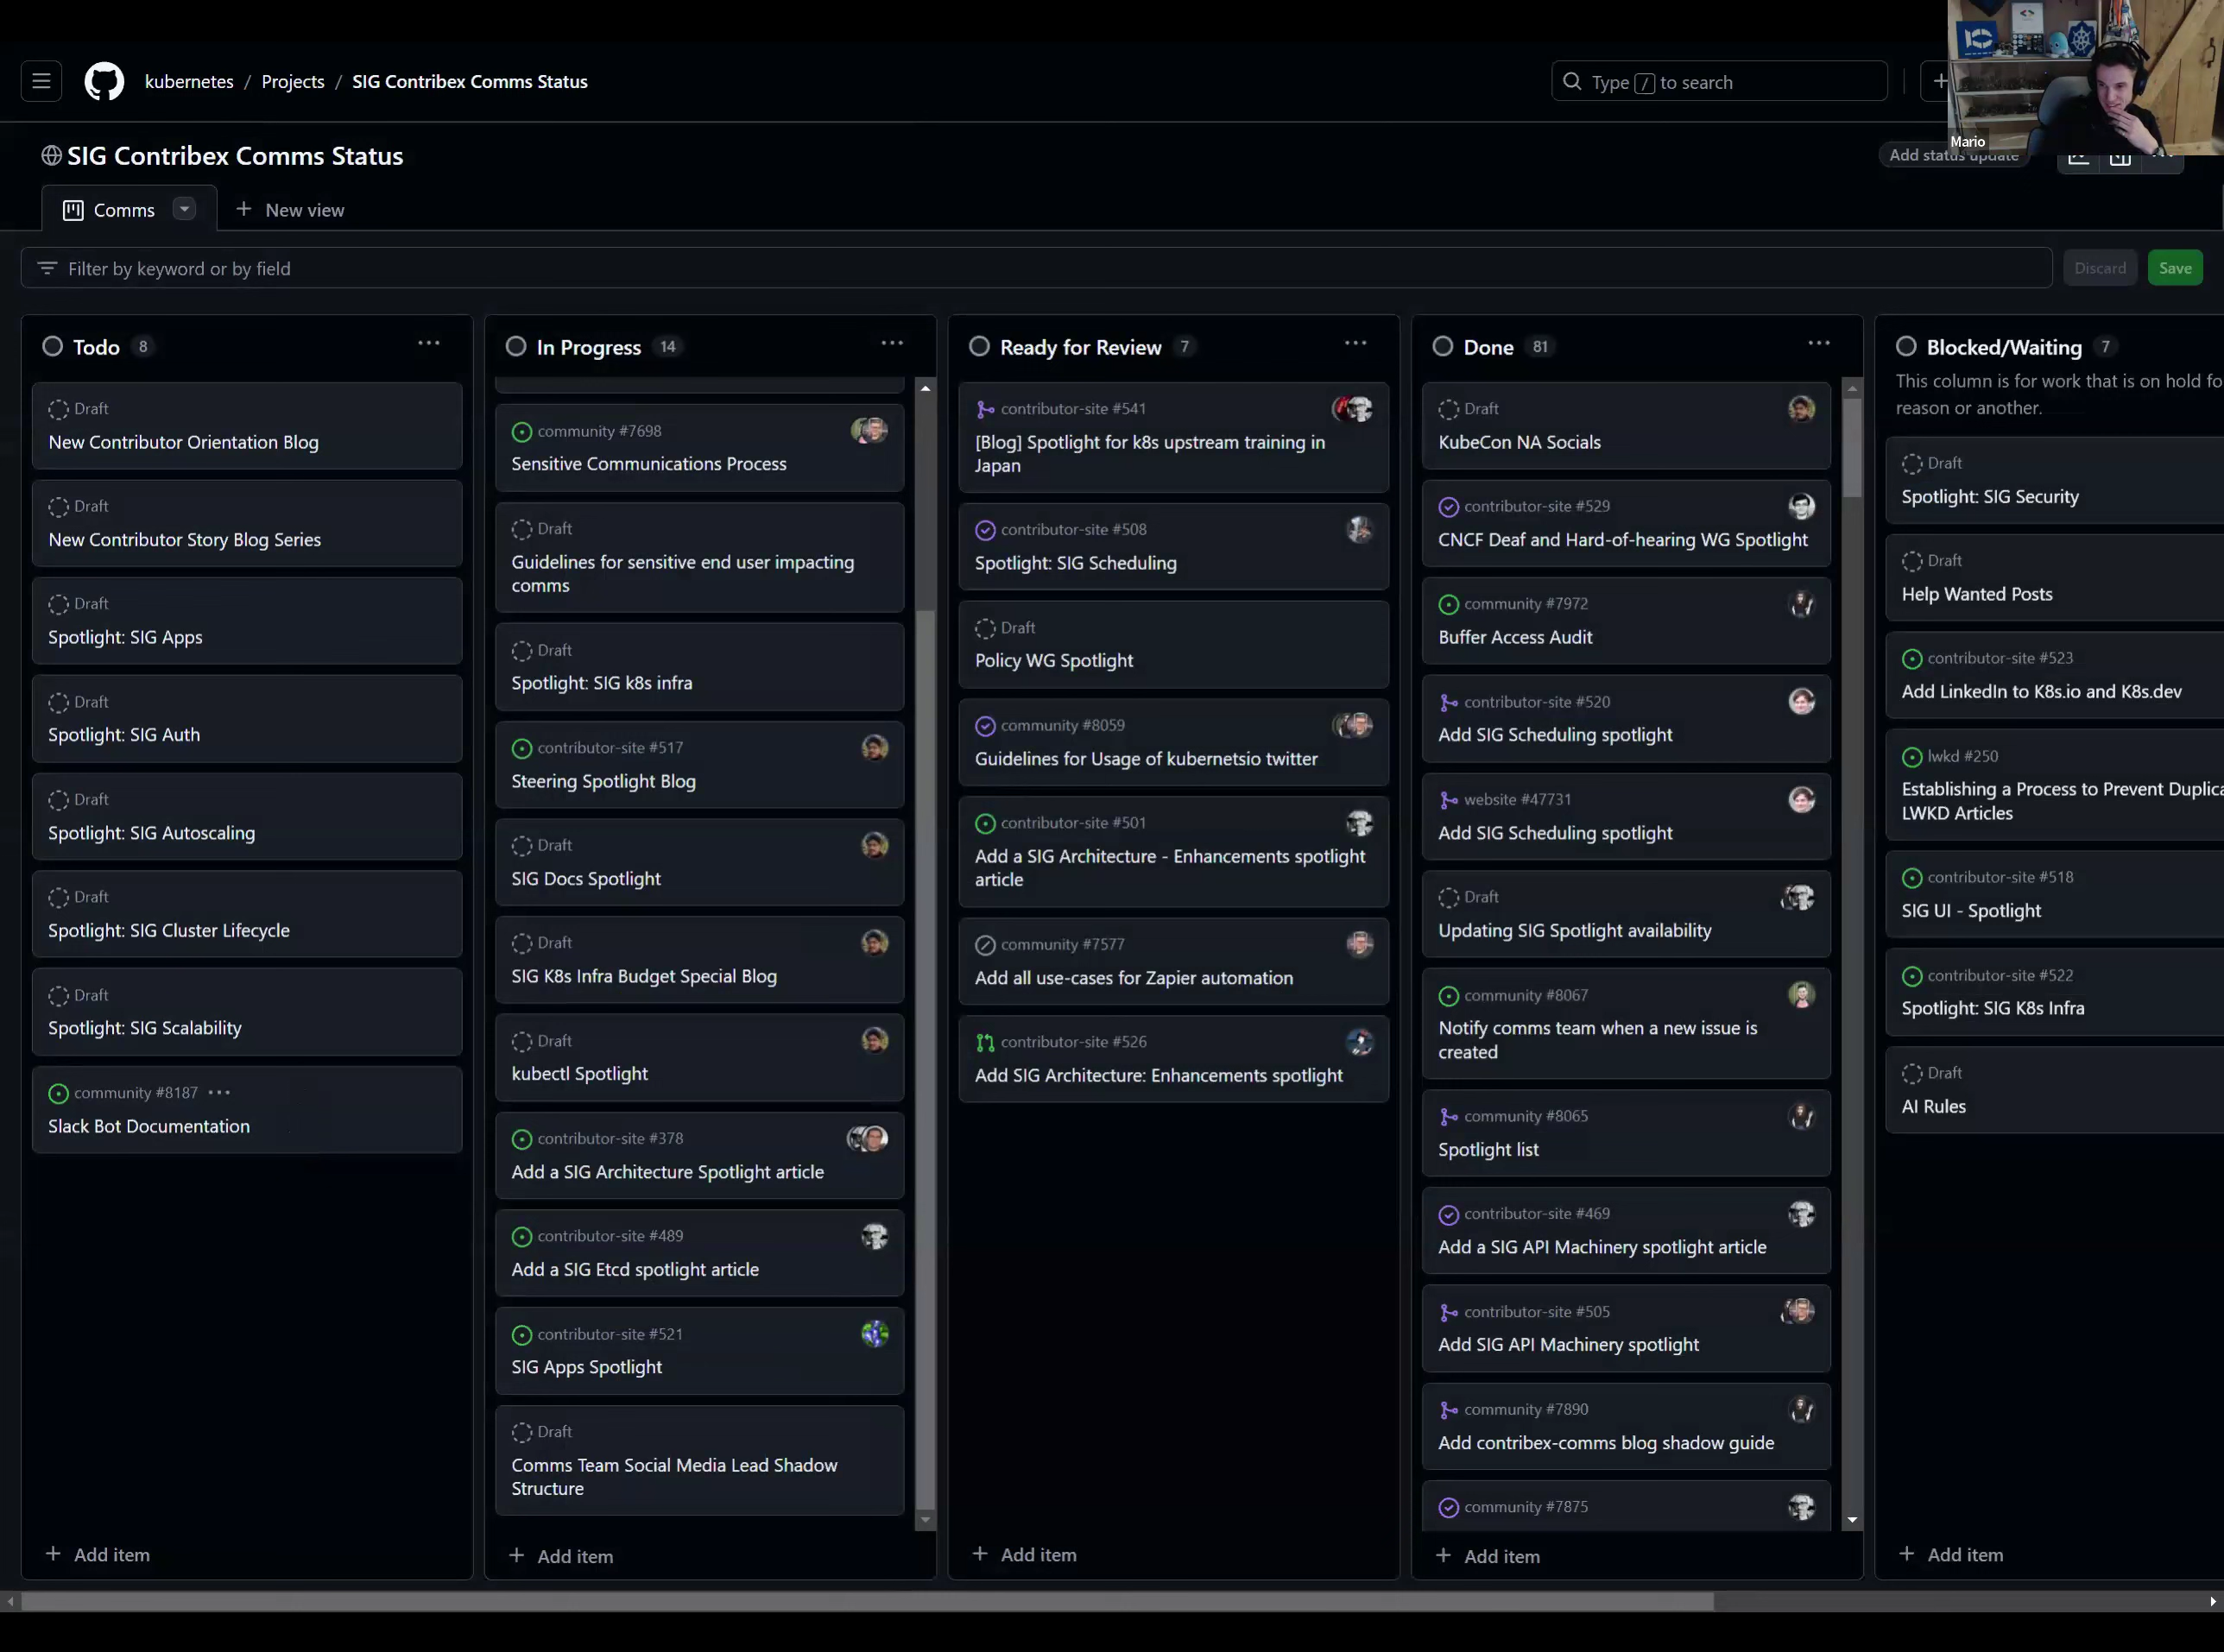 kubernetes / Projects / SIG Contribex Comms Status
Type / to search
Mario
SIG Contribex Comms Status
Add status update
Comms
New view
Filter by keyword or by field
Discard
Save
Todo 8
Draft
New Contributor Orientation Blog
Draft
New Contributor Story Blog Series
Draft
Spotlight: SIG Apps
Draft
Spotlight: SIG Auth
Draft
Spotlight: SIG Autoscaling
Draft
Spotlight: SIG Cluster Lifecycle
Draft
Spotlight: SIG Scalability
community #8187
Slack Bot Documentation
Add item
In Progress 14
community #7698
Sensitive Communications Process
Draft
Guidelines for sensitive end user impacting
comms
Draft
Spotlight: SIG k8s infra
contributor-site #517
Steering Spotlight Blog
Draft
SIG Docs Spotlight
Draft
SIG K8s Infra Budget Special Blog
Draft
kubectl Spotlight
contributor-site #378
Add a SIG Architecture Spotlight article
contributor-site #489
Add a SIG Etcd spotlight article
contributor-site #521
SIG Apps Spotlight
Draft
Comms Team Social Media Lead Shadow
Structure
Add item
Ready for Review 7
contributor-site #541
[Blog] Spotlight for k8s upstream training in
Japan
contributor-site #508
Spotlight: SIG Scheduling
Draft
Policy WG Spotlight
community #8059
Guidelines for Usage of kubernetsio twitter
contributor-site #501
Add a SIG Architecture - Enhancements spotlight
article
community #7577
Add all use-cases for Zapier automation
contributor-site #526
Add SIG Architecture: Enhancements spotlight
Add item
Done 81
Draft
KubeCon NA Socials
contributor-site #529
CNCF Deaf and Hard-of-hearing WG Spotlight
community #7972
Buffer Access Audit
contributor-site #520
Add SIG Scheduling spotlight
website #47731
Add SIG Scheduling spotlight
Draft
Updating SIG Spotlight availability
community #8067
Notify comms team when a new issue is
created
community #8065
Spotlight list
contributor-site #469
Add a SIG API Machinery spotlight article
contributor-site #505
Add SIG API Machinery spotlight
community #7890
Add contribex-comms blog shadow guide
community #7875
Add item
Blocked/Waiting 7
This column is for work that is on hold fo
reason or another.
Draft
Spotlight: SIG Security
Draft
Help Wanted Posts
contributor-site #523
Add LinkedIn to K8s.io and K8s.dev
lwkd #250
Establishing a Process to Prevent Duplica
LWKD Articles
contributor-site #518
SIG UI - Spotlight
contributor-site #522
Spotlight: SIG K8s Infra
Draft
AI Rules
Add item